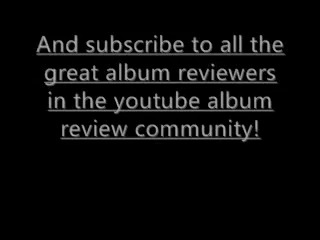 And subscribe to all the
great album reviewers
in the youtube album
review community!